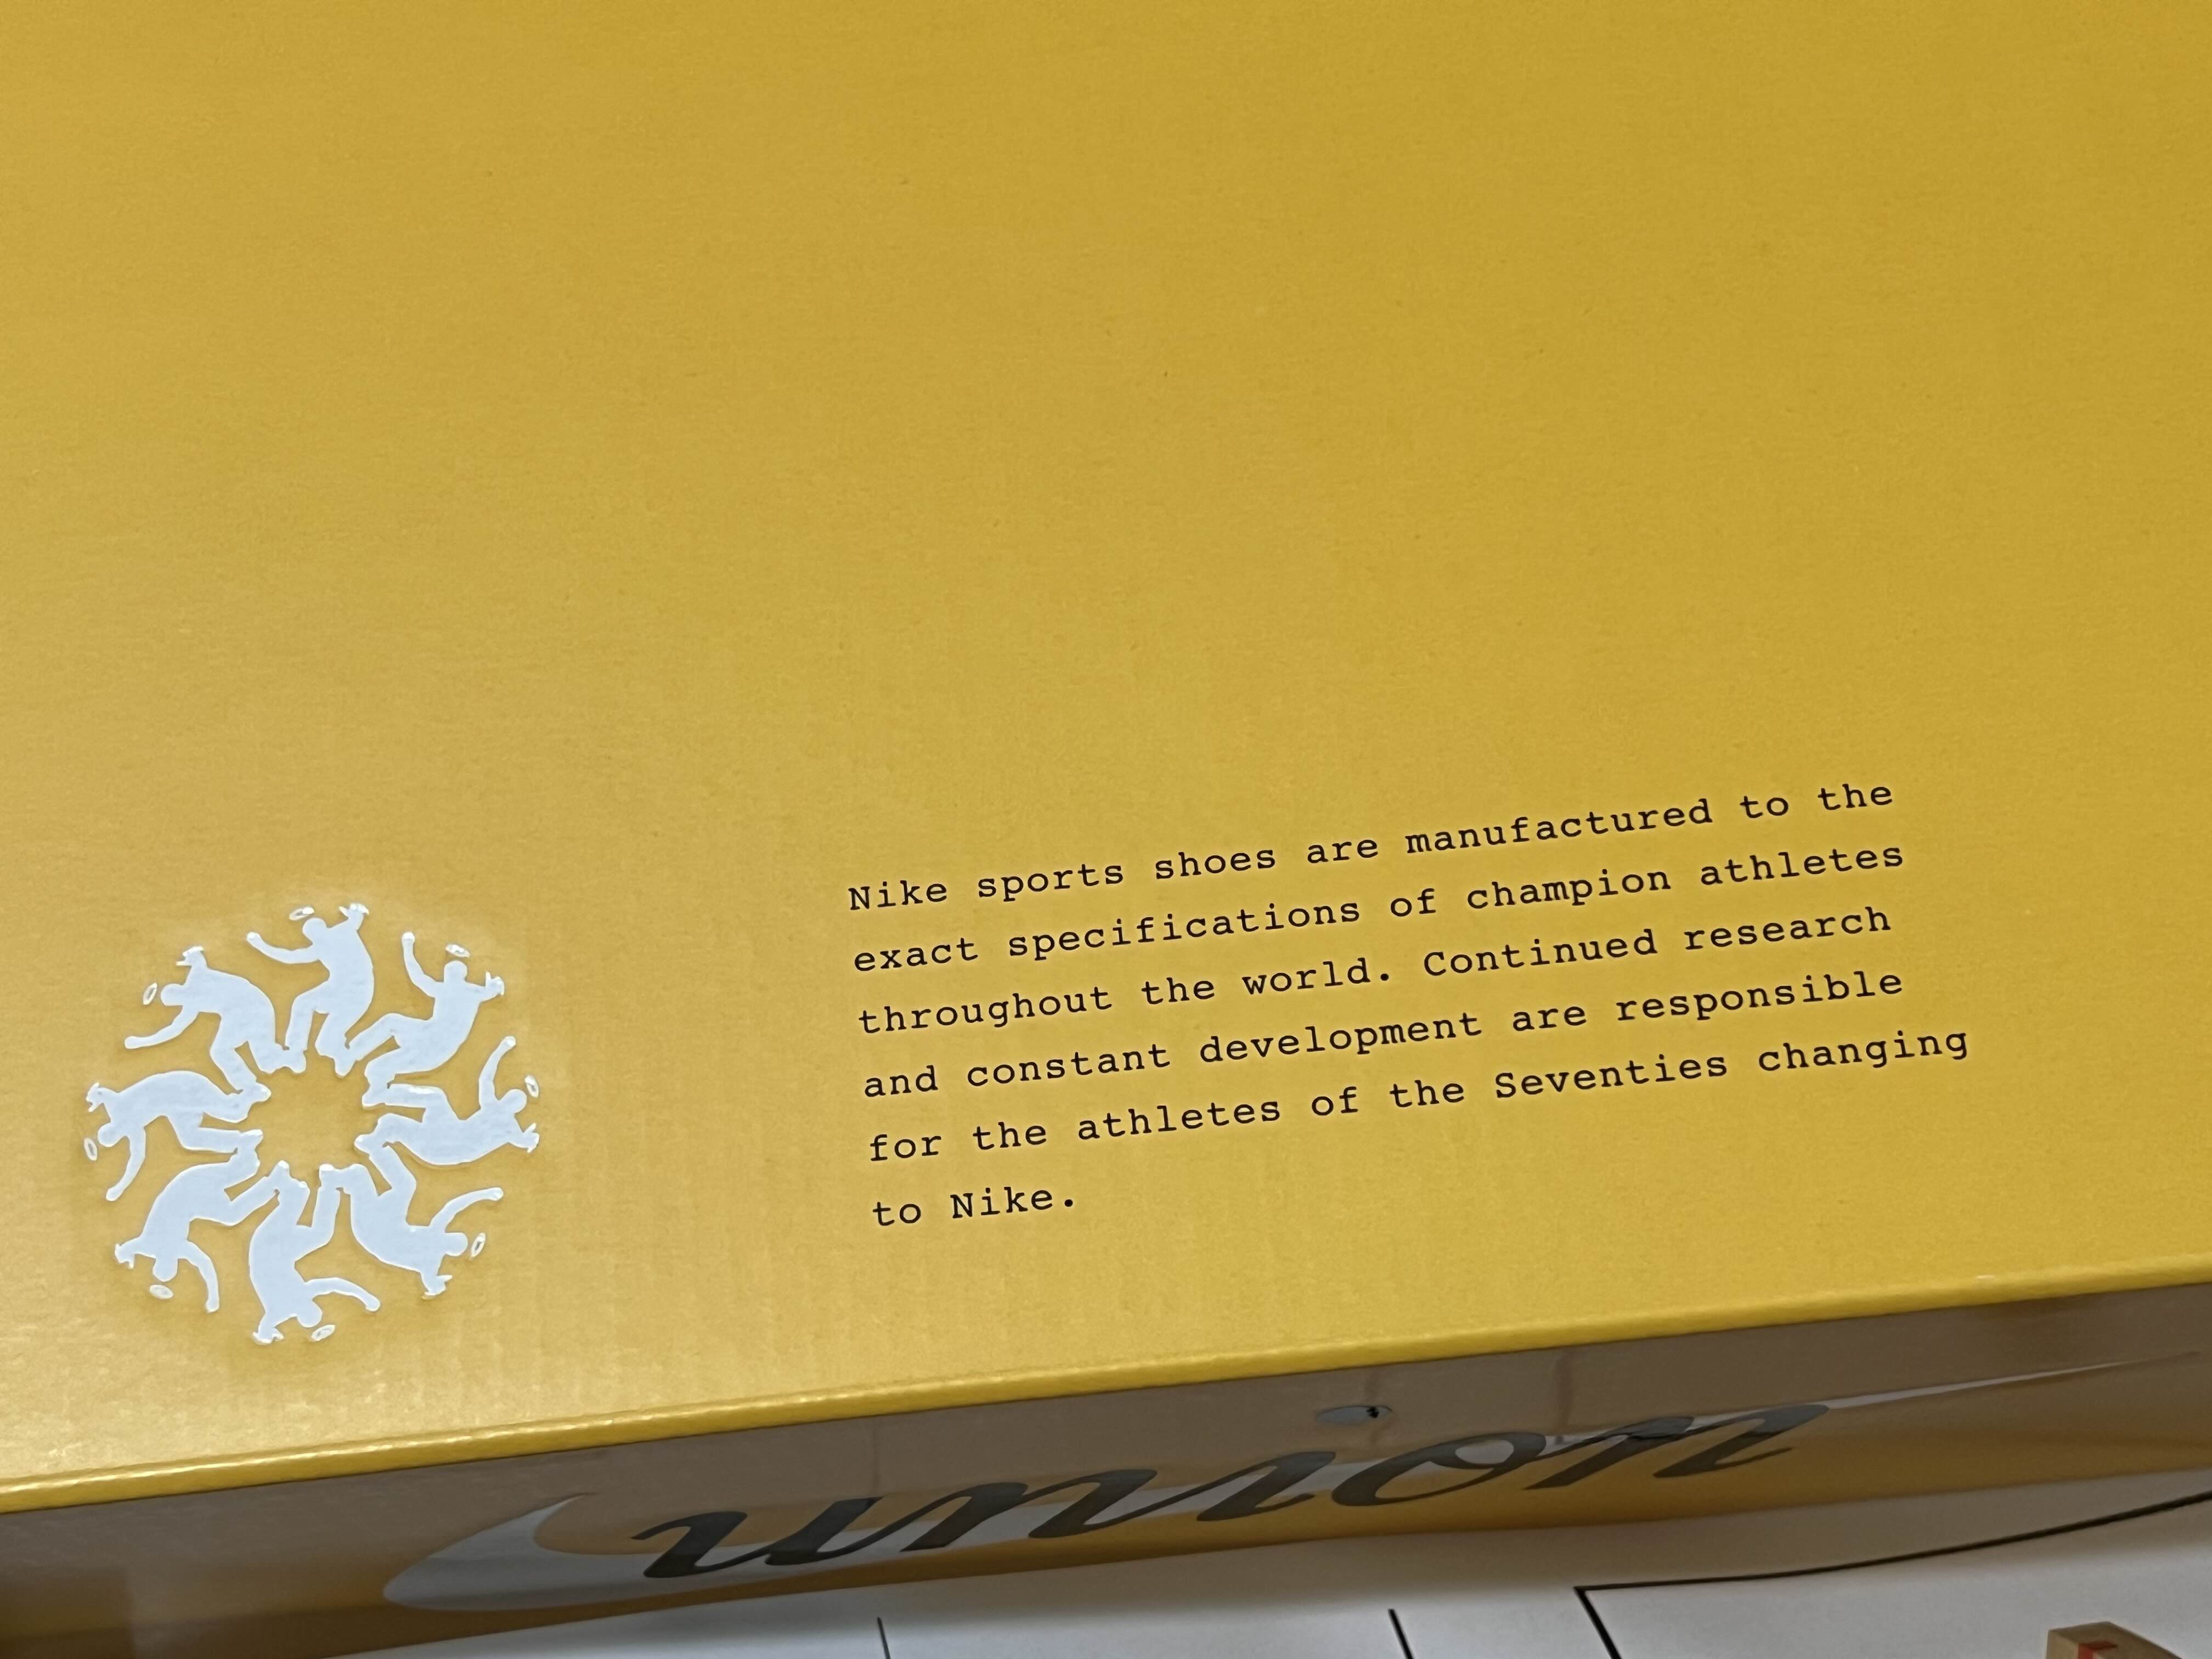 Nike sports shoes are manufactured to the
exact specifications of champion athletes
throughout the world. Continued research
and constant development are responsible
for the athletes of the Seventies changing
to Nike.
union